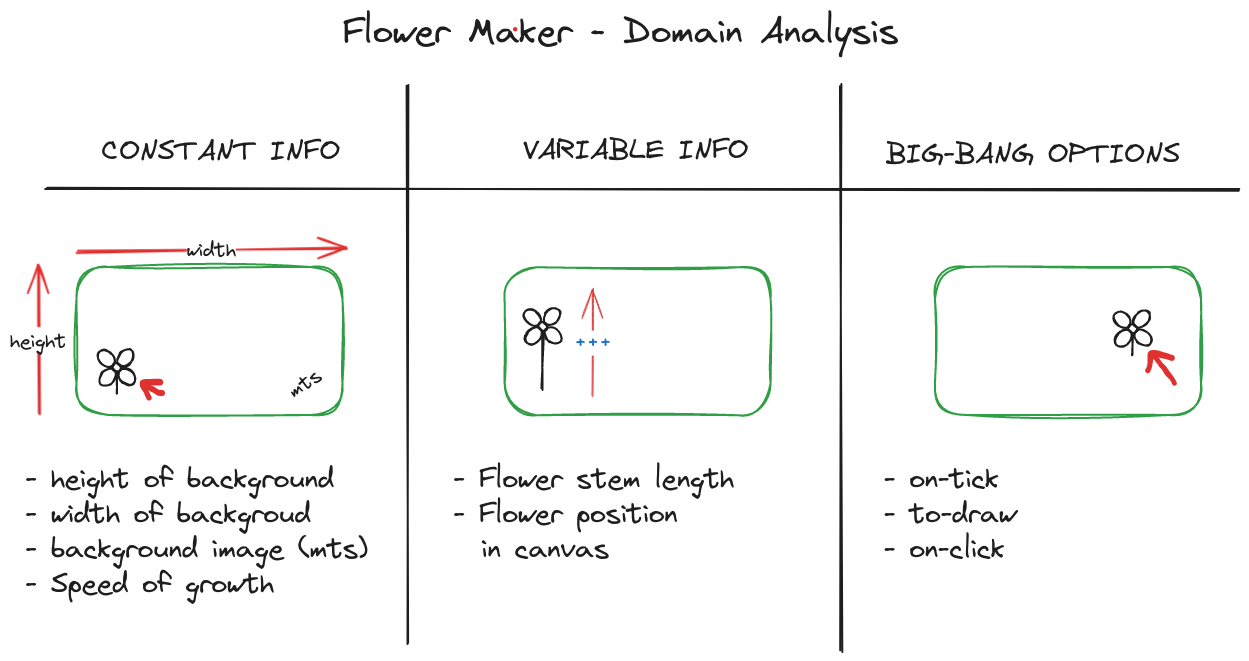 Flower Maker - Domain Analysis
CONSTANT INFO
width
height
mts
- height of background
- width of backgroud
- background image (mts)
- Speed of growth
VARIABLE INFO
+++
- Flower stem length
- Flower position
in canvas
BIG-BANG OPTIONS
- on-tick
- to-draw
- on-click